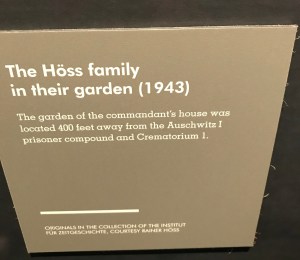 The Höss family
in their garden (1943)
The garden of the commandant's house was
located 400 feet away from the Auschwitz I
prisoner compound and Crematorium 1.
ORIGINALS IN THE COLLECTION OF THE INSTITUT
FÜR ZEITGESCHICHTE, COURTESY RAINER HÖSS